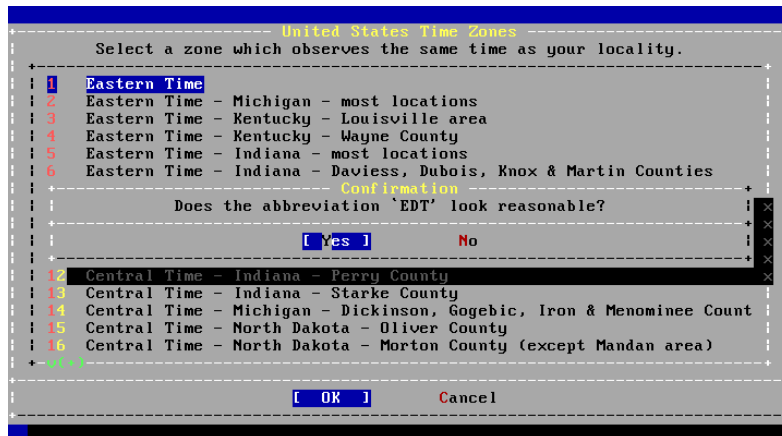 United States Time Zones
Select a zone which observes the same time as your locality.
1 Eastern Time
2 Eastern Time - Michigan - most locations
3 Eastern Time - Kentucky - Louisville area
4 Eastern Time - Kentucky - Wayne County
5 Eastern Time - Indiana - most locations
6 Eastern Time - Indiana - Daviess, Dubois, Knox & Martin Counties
Confirmation
Does the abbreviation `EDT' look reasonable?
[ Yes ] No
12 Central Time - Indiana - Perry County
13 Central Time - Indiana - Starke County
14 Central Time - Michigan - Dickinson, Gogebic, Iron & Menominee Count
15 Central Time - North Dakota - Oliver County
16 Central Time - North Dakota - Morton County (except Mandan area)
v(+)
[ OK ] Cancel